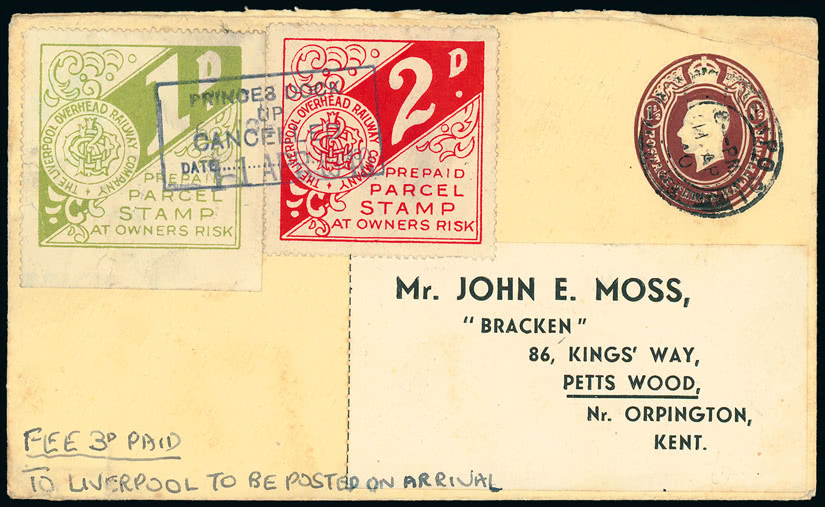 1D
THE LIVERPOOL OVERHEAD RAILWAY COMPANY
PREPAID
PARCEL
STAMP
AT OWNERS RISK
2D.
THE LIVERPOOL OVERHEAD RAILWAY COMPANY
PREPAID
PARCEL
STAMP
AT OWNERS RISK
PRINCES DOCK
UP
CANCELLED
DATE
Mr. JOHN E. MOSS,
"BRACKEN"
86, KINGS' WAY,
PETTS WOOD,
Nr. ORPINGTON,
KENT.
FEE 3D PAID
TO LIVERPOOL TO BE POSTED ON ARRIVAL